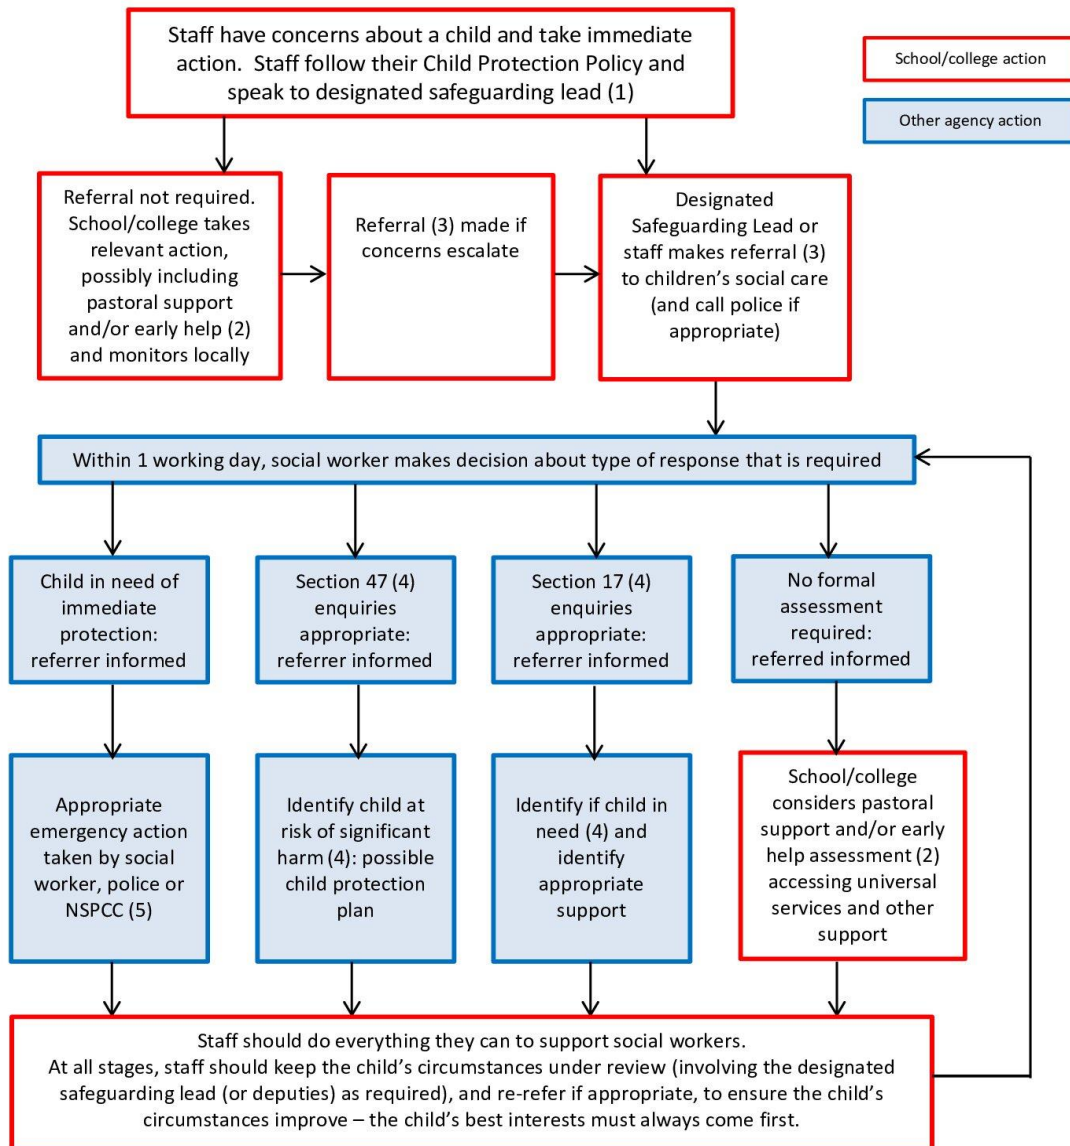 Staff have concerns about a child and take immediate
action.  Staff follow their Child Protection Policy and
speak to designated safeguarding lead (1)
School/college action
Other agency action
Referral not required.
School/college takes
relevant action,
possibly including
pastoral support
and/or early help (2)
and monitors locally
Referral (3) made if
concerns escalate
Designated
Safeguarding Lead or
staff makes referral (3)
to children’s social care
(and call police if
appropriate)
Within 1 working day, social worker makes decision about type of response that is required
Child in need of
immediate
protection:
referrer informed
Section 47 (4)
enquiries
appropriate:
referrer informed
Section 17 (4)
enquiries
appropriate:
referrer informed
No formal
assessment
required:
referred informed
Appropriate
emergency action
taken by social
worker, police or
NSPCC (5)
Identify child at
risk of significant
harm (4): possible
child protection
plan
Identify if child in
need (4) and
identify
appropriate
support
School/college
considers pastoral
support and/or early
help assessment (2)
accessing universal
services and other
support
Staff should do everything they can to support social workers.
At all stages, staff should keep the child’s circumstances under review (involving the designated
safeguarding lead (or deputies) as required), and re-refer if appropriate, to ensure the child’s
circumstances improve – the child’s best interests must always come first.